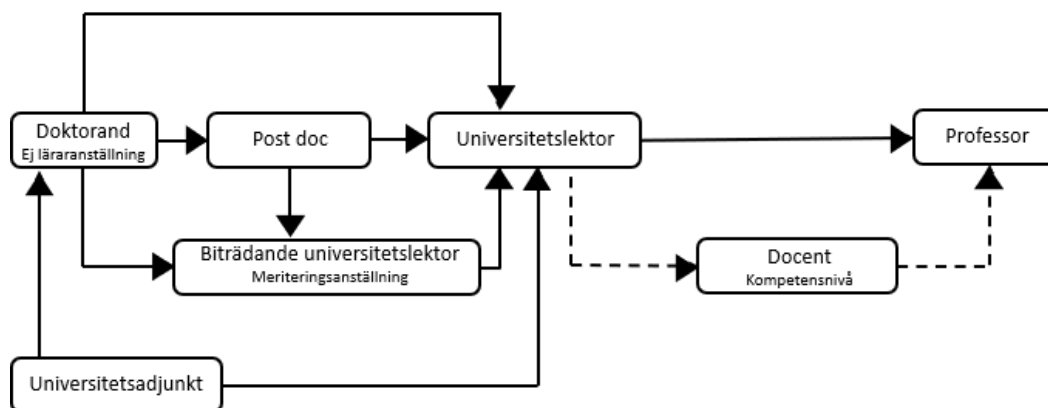 Doktorand
Ej läraranställning
Post doc
Universitetslektor
Professor
Biträdande universitetslektor
Meriteringsanställning
Docent
Kompetensnivå
Universitetsadjunkt